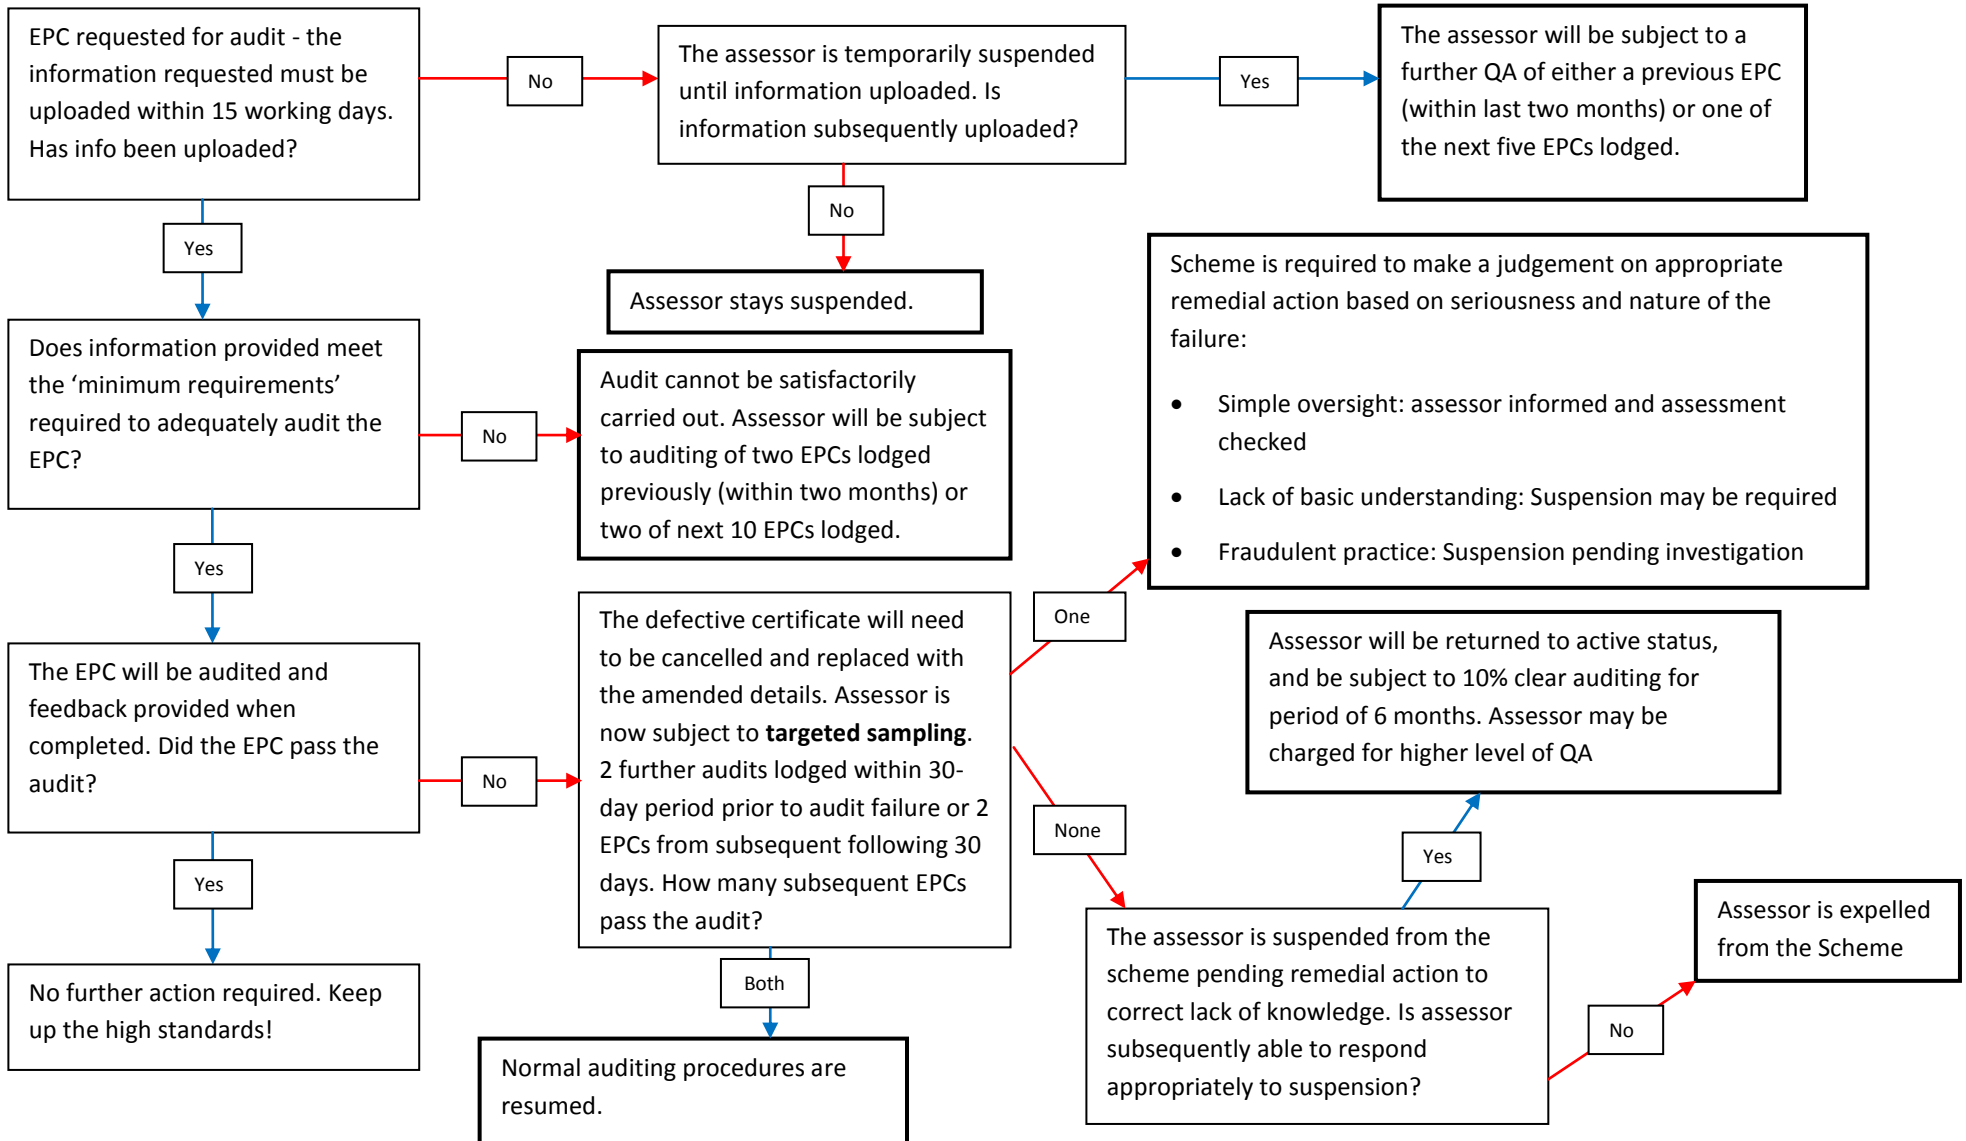 EPC requested for audit - the
information requested must be
uploaded within 15 working days.
Has info been uploaded?
No
The assessor is temporarily suspended
until information uploaded. Is
information subsequently uploaded?
Yes
The assessor will be subject to a
further QA of either a previous EPC
(within last two months) or one of
the next five EPCs lodged.
Yes
No
Assessor stays suspended.
Does information provided meet
the ‘minimum requirements’
required to adequately audit the
EPC?
No
Audit cannot be satisfactorily
carried out. Assessor will be subject
to auditing of two EPCs lodged
previously (within two months) or
two of next 10 EPCs lodged.
Scheme is required to make a judgement on appropriate
remedial action based on seriousness and nature of the
failure:
• Simple oversight: assessor informed and assessment
checked
• Lack of basic understanding: Suspension may be required
• Fraudulent practice: Suspension pending investigation
Yes
The EPC will be audited and
feedback provided when
completed. Did the EPC pass the
audit?
No
The defective certificate will need
to be cancelled and replaced with
the amended details. Assessor is
now subject to targeted sampling.
2 further audits lodged within 30-
day period prior to audit failure or 2
EPCs from subsequent following 30
days. How many subsequent EPCs
pass the audit?
One
None
Assessor will be returned to active status,
and be subject to 10% clear auditing for
period of 6 months. Assessor may be
charged for higher level of QA
Yes
Yes
No further action required. Keep
up the high standards!
Both
Normal auditing procedures are
resumed.
The assessor is suspended from the
scheme pending remedial action to
correct lack of knowledge. Is assessor
subsequently able to respond
appropriately to suspension?
No
Assessor is expelled
from the Scheme